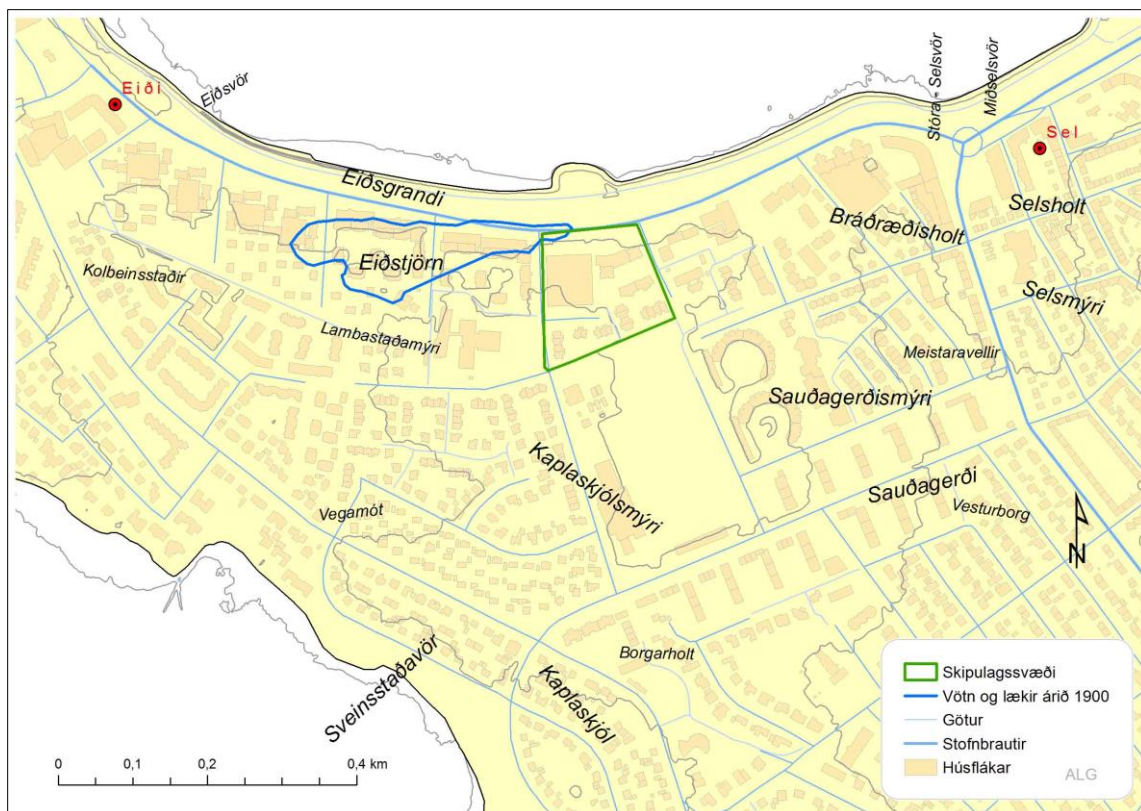 Eiði
Eiðsvör
Stóra - Selsvör
Miðselsvör
Sel
Eiðsgrandi
Selsholt
Bráðræðisholt
Eiðstjörn
Kolbeinsstaðir
Selsmýri
Lambastaðamýri
Meistaravellir
Sauðagerðismýri
Kaplaskjólsmýri
Sauðagerði
Vegamót
Vesturborg
N
Borgarholt
Sveinsstaðavör
Kaplaskjól
Skipulagssvæði
Vötn og lækir árið 1900
Götur
Stofnbrautir
Húsflákar
ALG
0 0,1 0,2 0,4 km